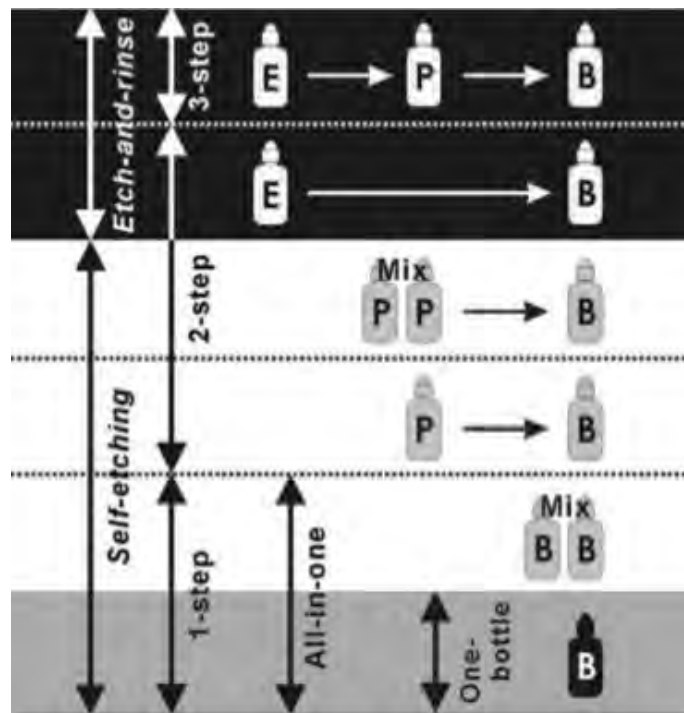 Etch-and-rinse
3-step
E P B
E B
2-step
Mix
P P B
Self-etching
P B
1-step
All-in-one
Mix
B B
One-
bottle
B